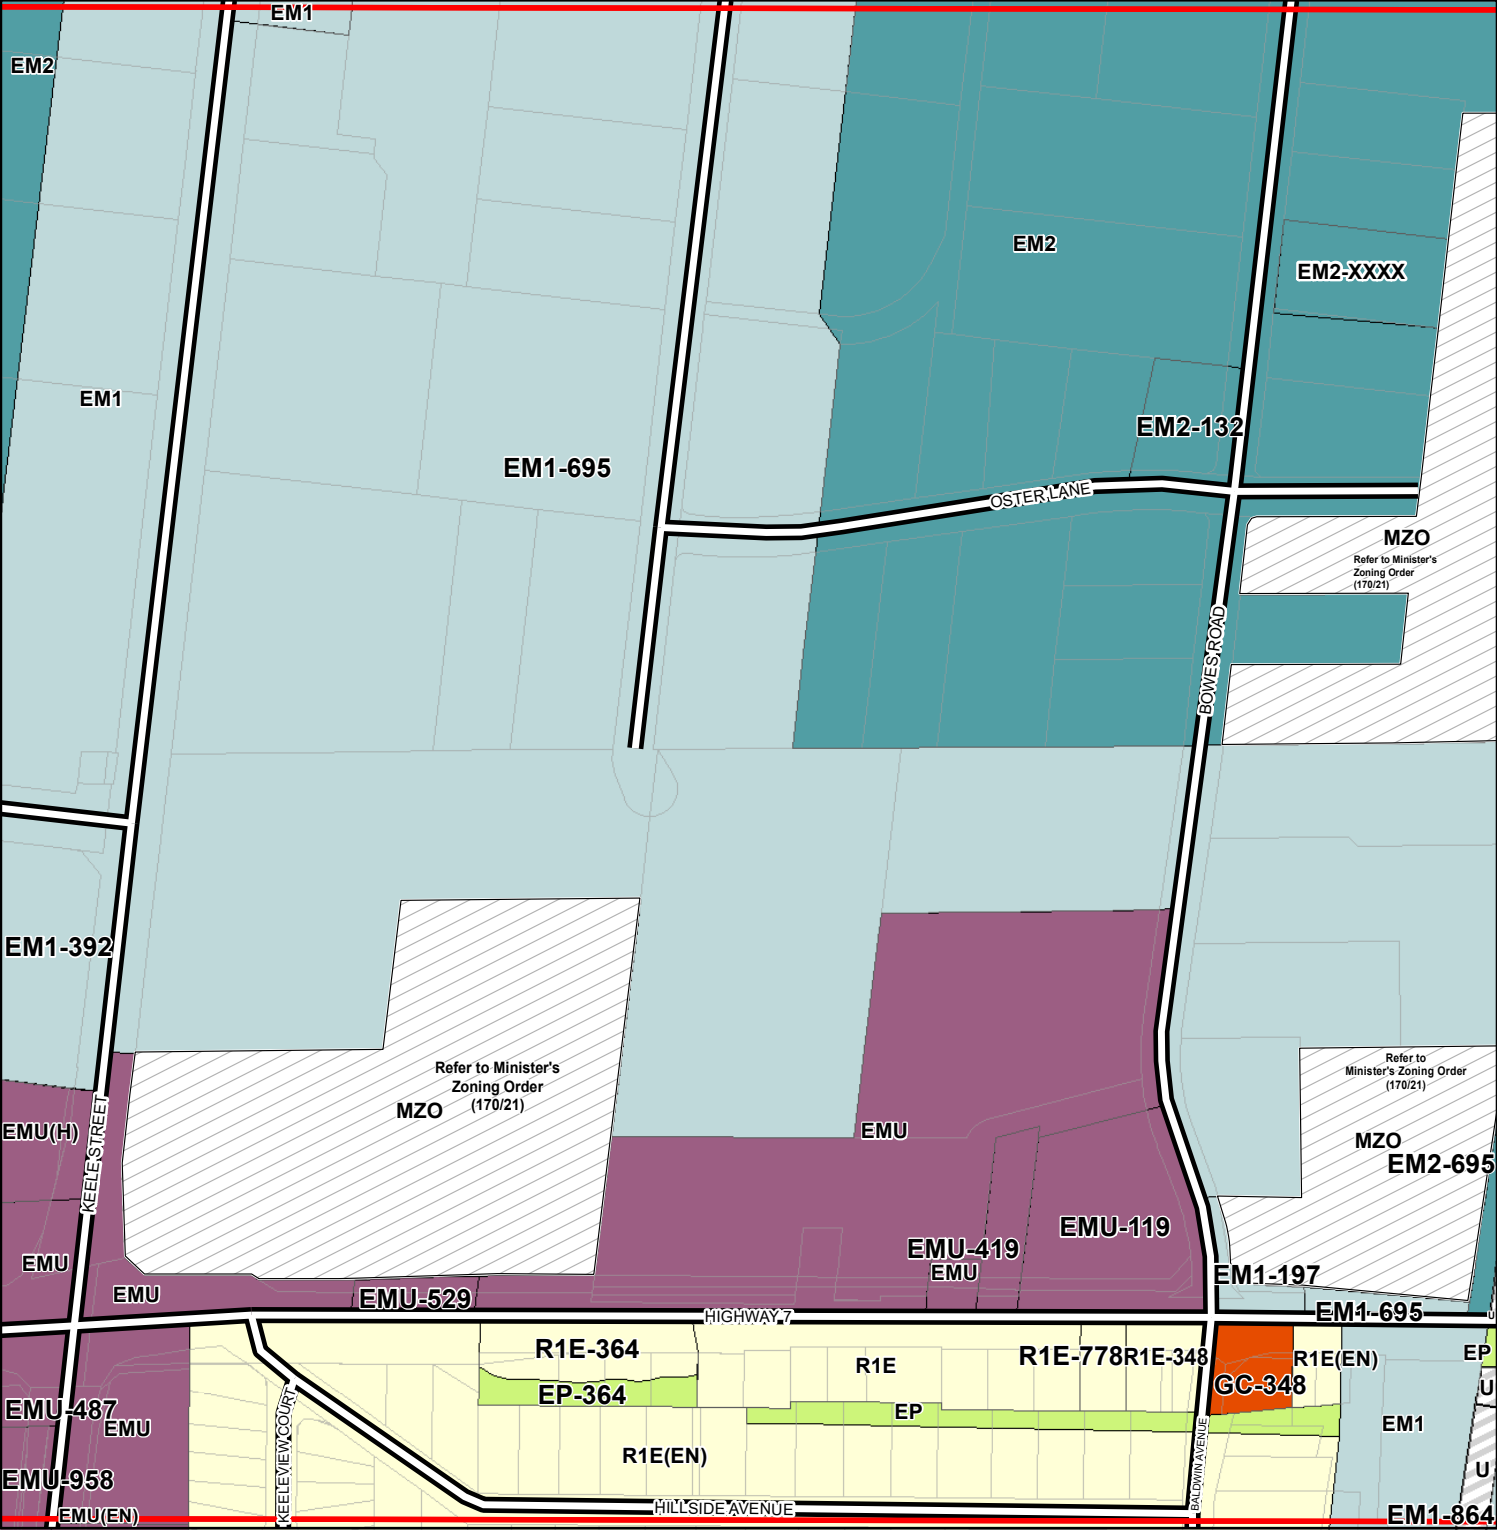 EM1
EM2
EM2
EM2-XXXX
EM1
EM2-132
EM1-695
OSTER LANE
MZO
Refer to Minister's
Zoning Order
(170/21)
BOWES ROAD
EM1-392
Refer to Minister's
Zoning Order
(170/21)
MZO
Refer to
Minister's Zoning Order
(170/21)
MZO
EM2-695
EMU(H)
EMU
KEELE STREET
EMU-119
EMU-419
EMU
EMU
EMU
EMU-529
EM1-197
EM1-695
U
HIGHWAY 7
R1E-364
R1E
R1E-778
R1E-348
R1E(EN)
EP
EP-364
GC-348
U
EMU-487
EMU
EP
EM1
KEELEVIEW COURT
R1E(EN)
BALDWIN AVENUE
U
EMU-958
HILLSIDE AVENUE
EMU(EN)
EM1-864